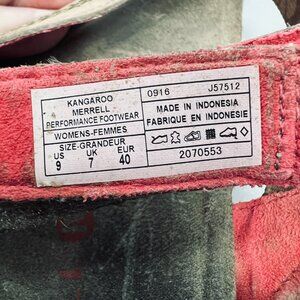 KANGAROO
MERRELL
PERFORMANCE FOOTWEAR
WOMENS-FEMMES
SIZE-GRANDEUR
US UK EUR
9 7 40
0916 J57512
MADE IN INDONESIA
FABRIQUE EN INDONESIE
2070553